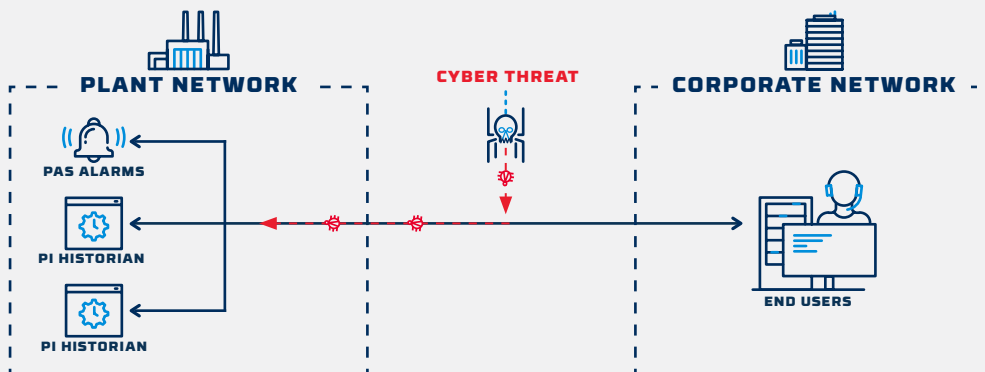 PLANT NETWORK
CYBER THREAT
CORPORATE NETWORK
PAS ALARMS
PI HISTORIAN
END USERS
PI HISTORIAN